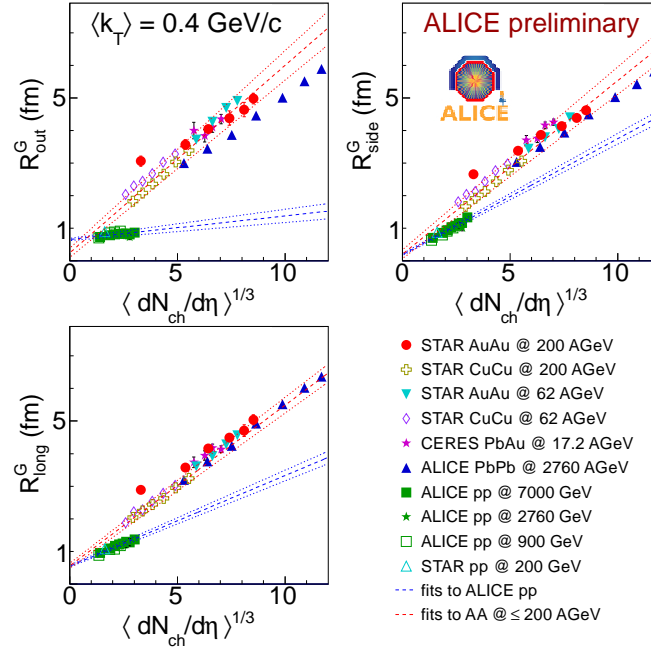 ⟨k_T⟩ = 0.4 GeV/c
ALICE preliminary
ALICE
R^G_out (fm)
5
1
0 5 10
⟨ dN_ch/dη ⟩^1/3
R^G_side (fm)
5
1
0 5 10
⟨ dN_ch/dη ⟩^1/3
R^G_long (fm)
5
1
0 5 10
⟨ dN_ch/dη ⟩^1/3
STAR AuAu @ 200 AGeV
STAR CuCu @ 200 AGeV
STAR AuAu @ 62 AGeV
STAR CuCu @ 62 AGeV
CERES PbAu @ 17.2 AGeV
ALICE PbPb @ 2760 AGeV
ALICE pp @ 7000 GeV
ALICE pp @ 2760 GeV
ALICE pp @ 900 GeV
STAR pp @ 200 GeV
fits to ALICE pp
fits to AA @ ≤ 200 AGeV